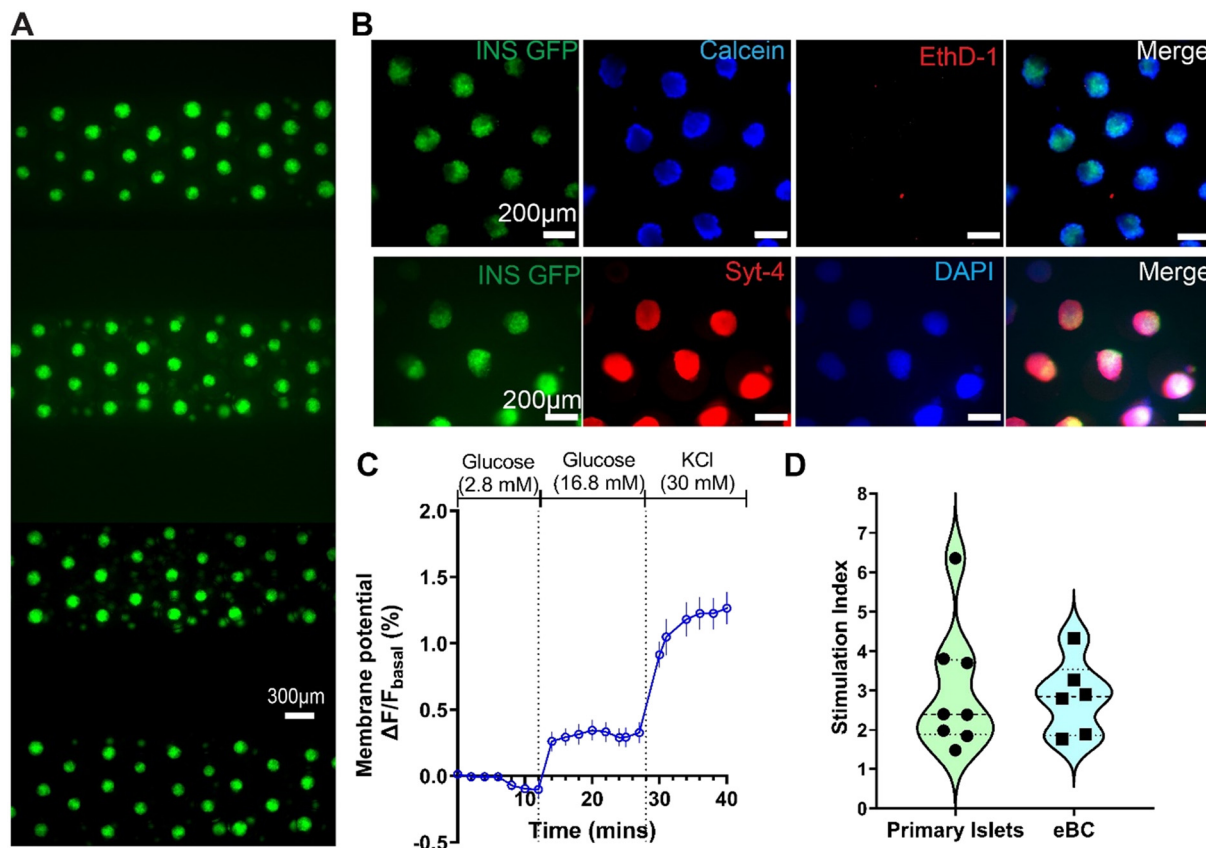 A
300µm
B
INS GFP
Calcein
EthD-1
Merge
200µm
INS GFP
Syt-4
DAPI
Merge
200µm
C
Glucose
(2.8 mM)
Glucose
(16.8 mM)
KCl
(30 mM)
Membrane potential
ΔF/Fbasal (%)
2.0
1.5
1.0
0.5
0.0
-0.5
10
20
30
40
Time (mins)
D
Stimulation Index
8
7
6
5
4
3
2
1
0
Primary Islets
eBC